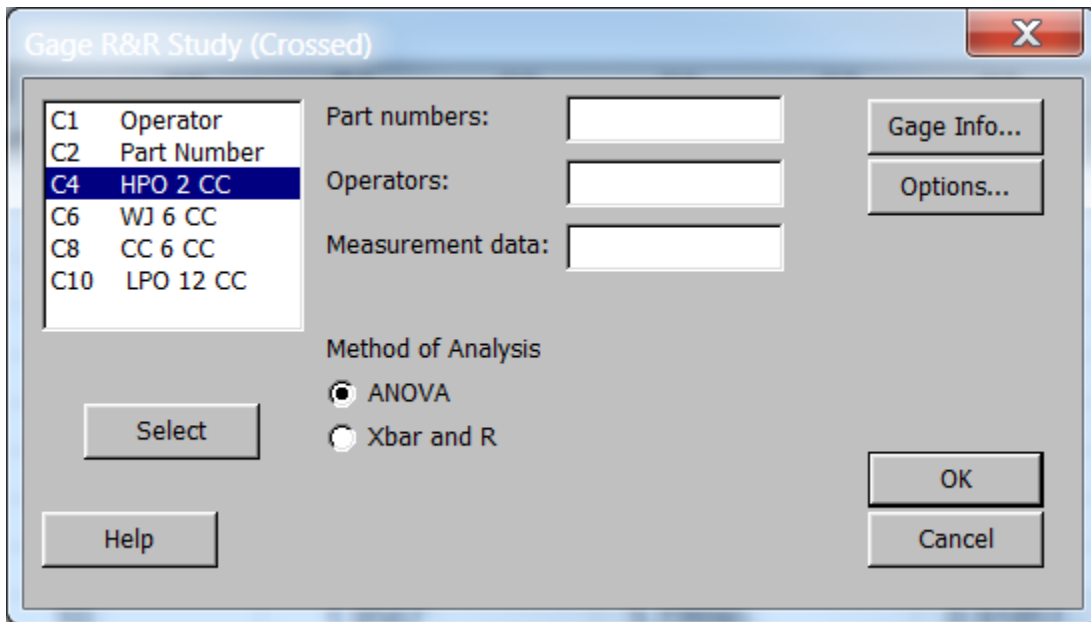 Gage R&R Study (Crossed)
C1 Operator
C2 Part Number
C4 HPO 2 CC
C6 WJ 6 CC
C8 CC 6 CC
C10 LPO 12 CC
Part numbers:
Operators:
Measurement data:
Method of Analysis
ANOVA
Xbar and R
Select
Help
Gage Info...
Options...
OK
Cancel